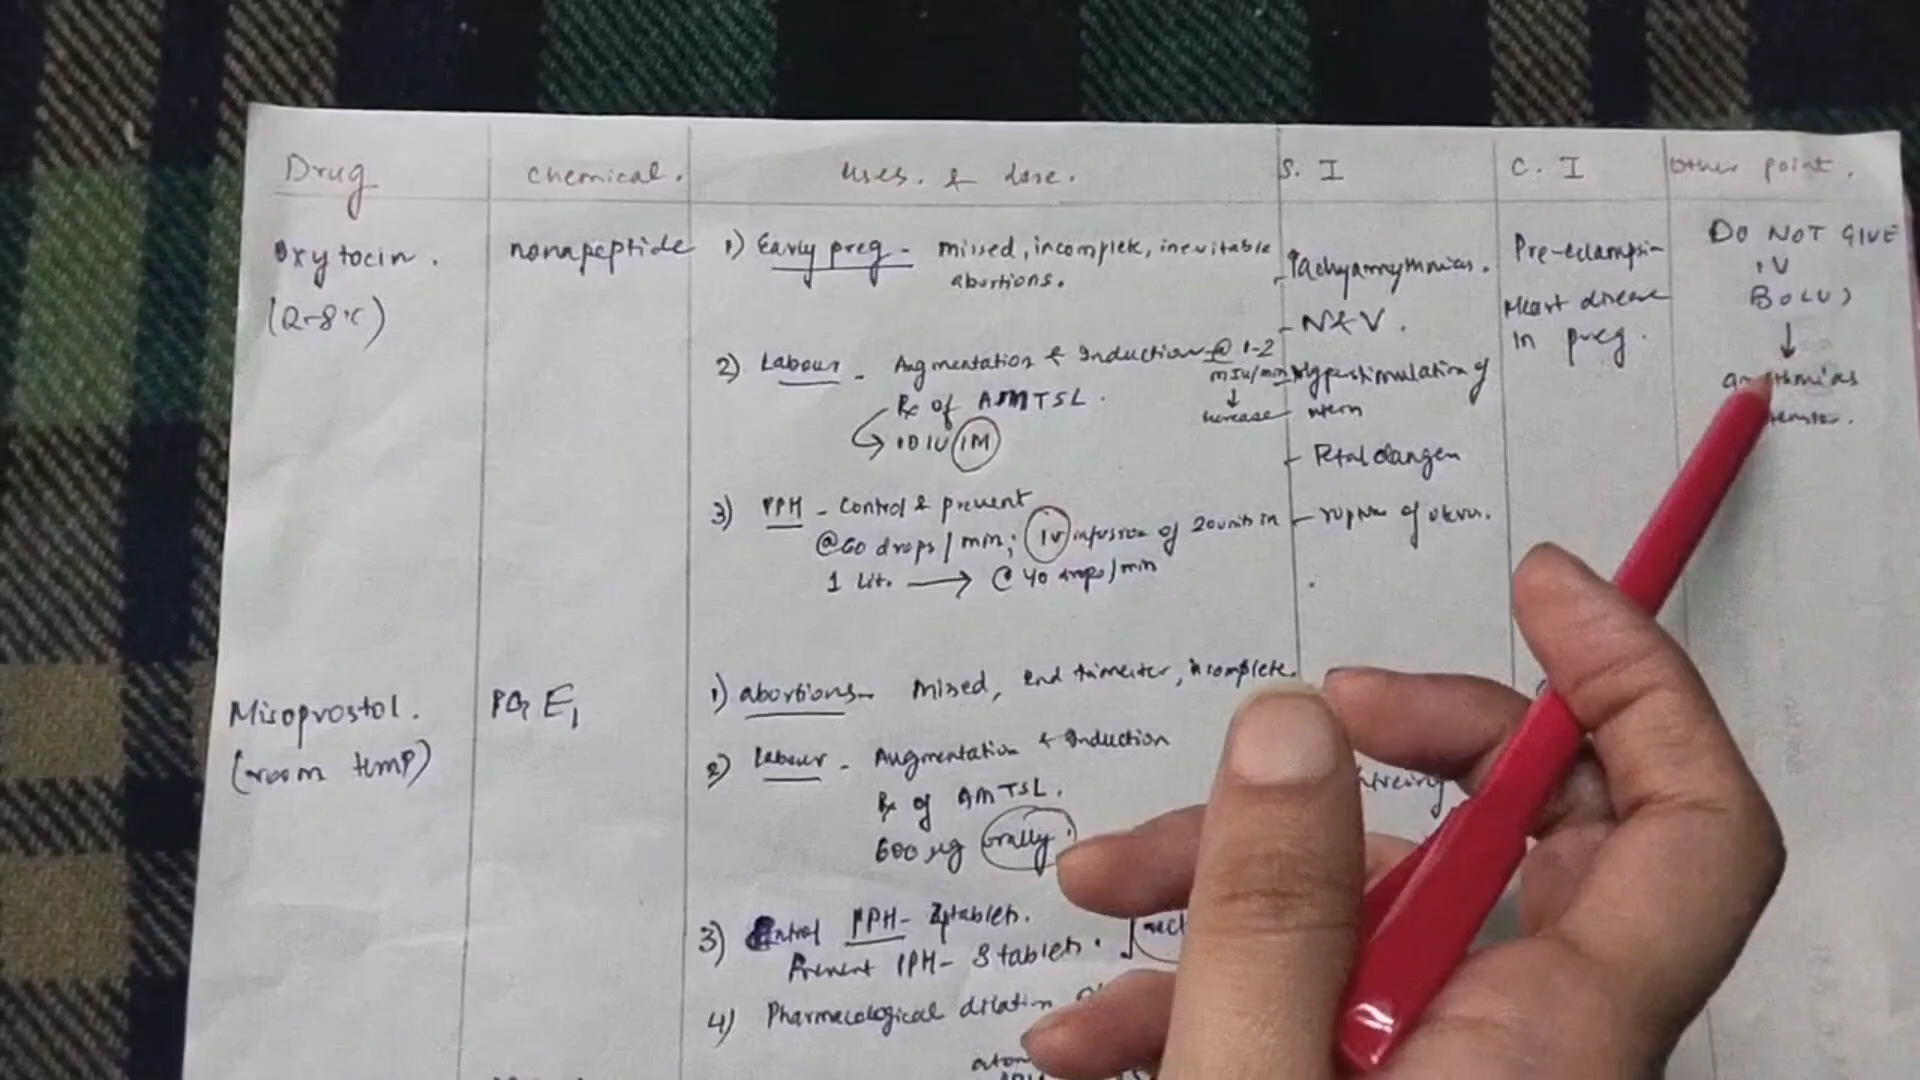 Drug chemical. uses. & dose. S. I C. I other point.
Oxytocin. nonapeptide
(2-8°C)
1) Early preg - missed, incomplete, inevitable
abortions.
2) Labour - Augmentation & Induction - @ 1-2
mIU/min
↓
increase
Rx of AMTSL.
10 IU IM
3) PPH - control & prevent
@60 drops/min; IV infusion of 20 units in
1 Lit. → @ 40 drops/min
- Tachyarrythmias.
- N&V.
- Hyperstimulation of
uterus
- Fetal danger
- rupture of uterus.
Pre-eclampsia
Heart disease
in preg.
DO NOT GIVE
IV
BOLUS
↓
Misoprostol. PG E1
(room temp)
1) abortions - missed, 2nd trimester, incomplete.
2) Labour - Augmentation & Induction
Rx of AMTSL.
600 μg orally
3) Control PPH -
Prevent PPH - 3 tablets.
4) Pharmacological dilation